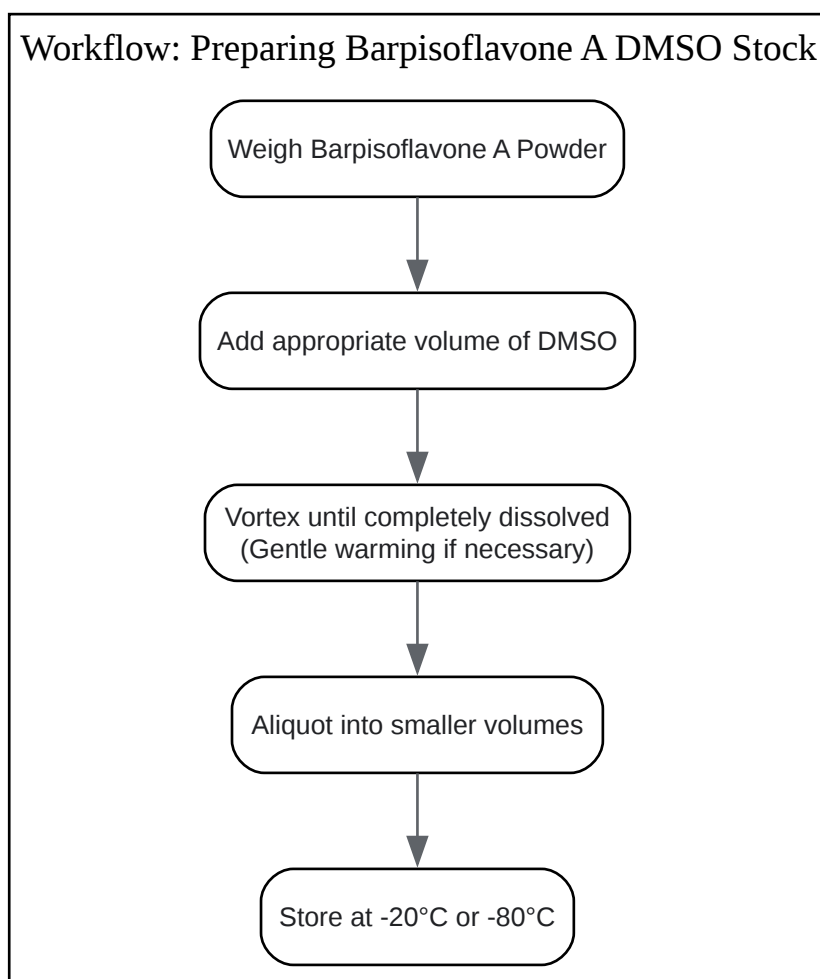 Workflow: Preparing Barpisoflavone A DMSO Stock
Weigh Barpisoflavone A Powder
Add appropriate volume of DMSO
Vortex until completely dissolved
(Gentle warming if necessary)
Aliquot into smaller volumes
Store at -20°C or -80°C